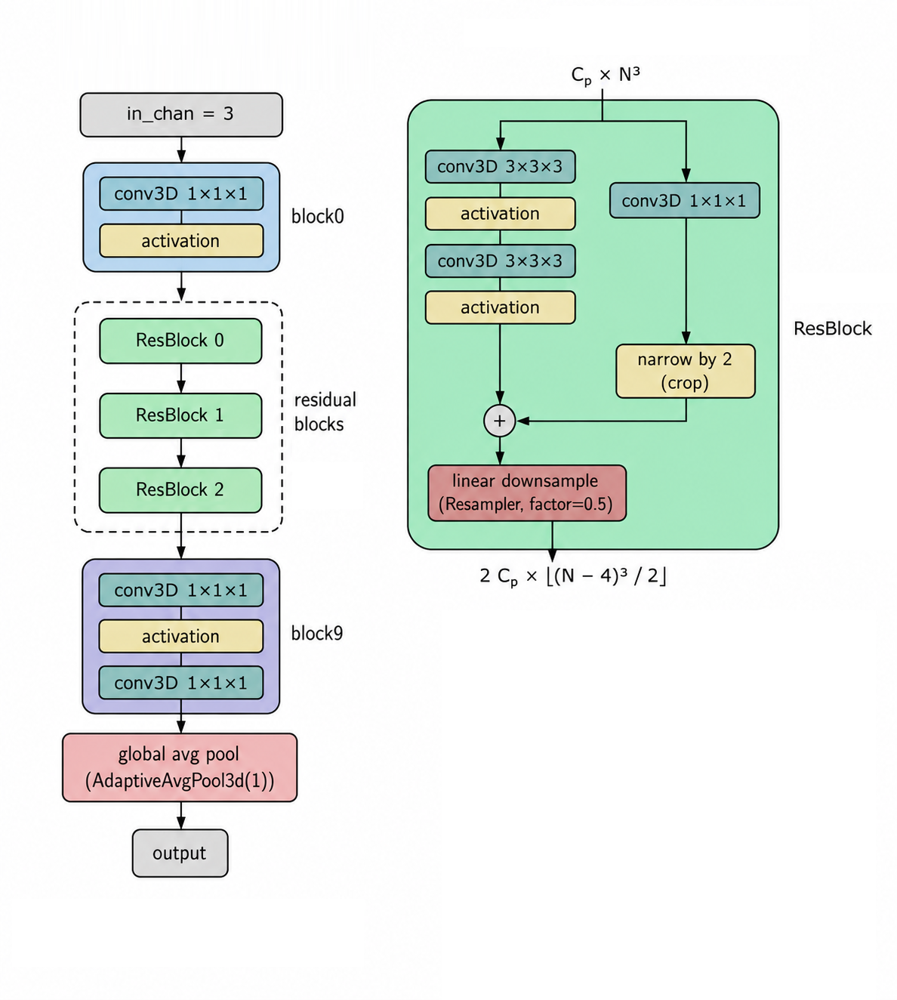 in_chan = 3
conv3D 1×1×1
activation
block0
ResBlock 0
ResBlock 1
ResBlock 2
residual
blocks
conv3D 1×1×1
activation
conv3D 1×1×1
block9
global avg pool
(AdaptiveAvgPool3d(1))
output
Cₚ × N³
conv3D 3×3×3
activation
conv3D 3×3×3
activation
conv3D 1×1×1
narrow by 2
(crop)
+
linear downsample
(Resampler, factor=0.5)
ResBlock
2 Cₚ × ⌊(N − 4)³ / 2⌋